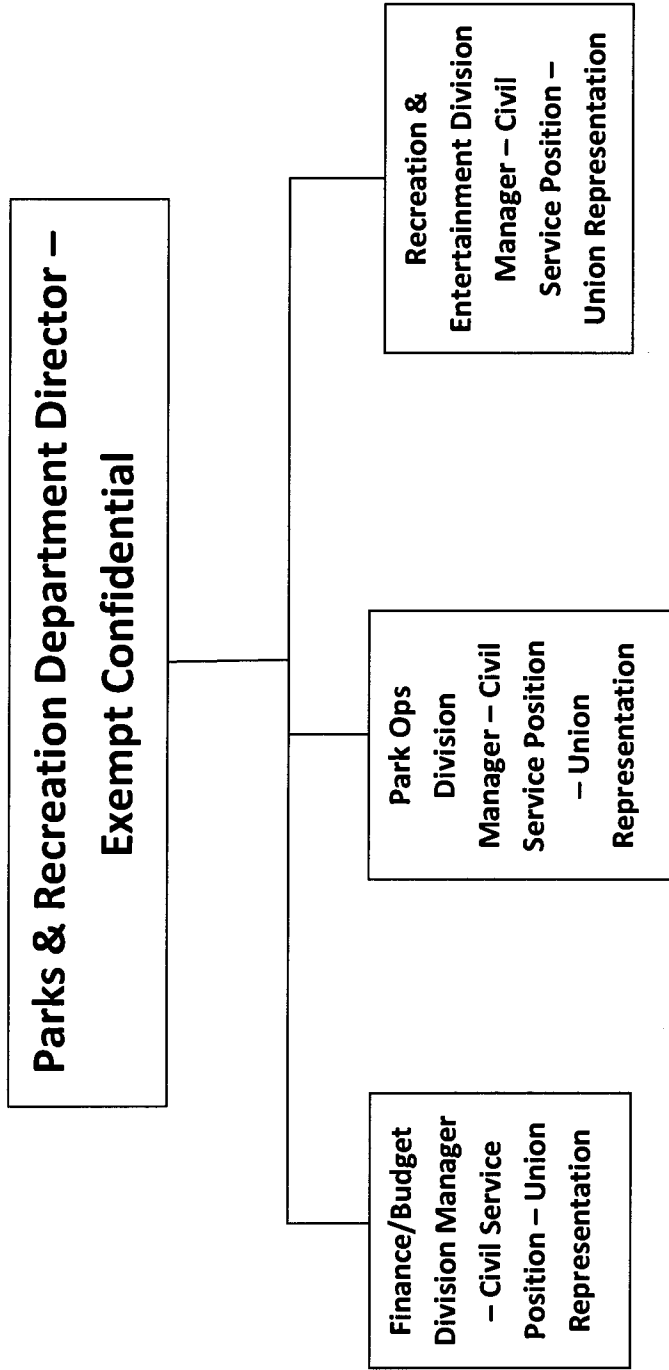 Parks & Recreation Department Director –
Exempt Confidential
Finance/Budget
Division Manager
– Civil Service
Position – Union
Representation
Park Ops
Division
Manager – Civil
Service Position
– Union
Representation
Recreation &
Entertainment Division
Manager – Civil
Service Position –
Union Representation